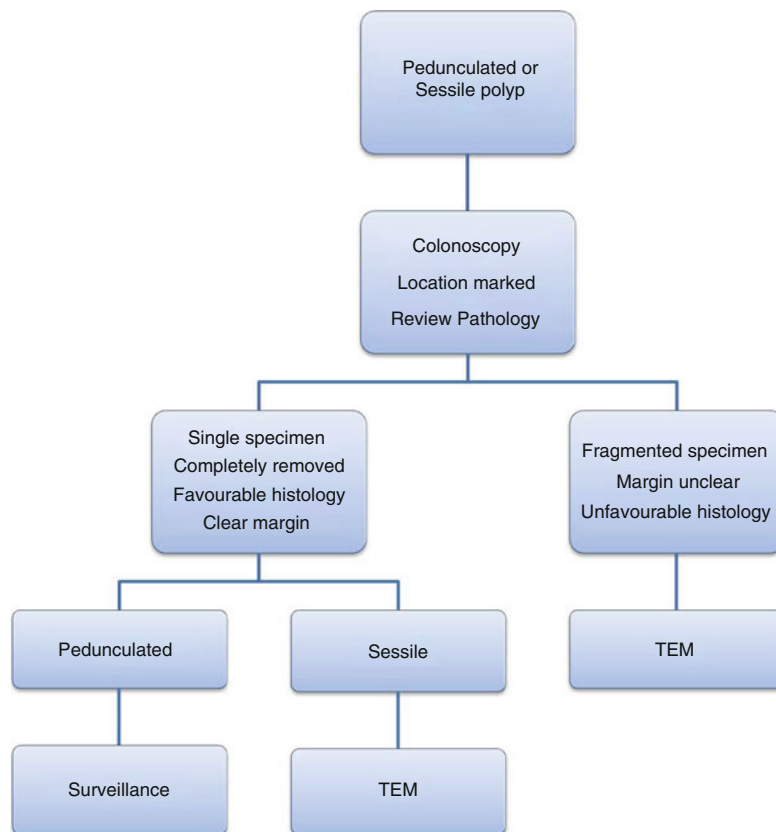 Pedunculated or
Sessile polyp
Colonoscopy
Location marked
Review Pathology
Single specimen
Completely removed
Favourable histology
Clear margin
Fragmented specimen
Margin unclear
Unfavourable histology
Pedunculated
Sessile
TEM
Surveillance
TEM